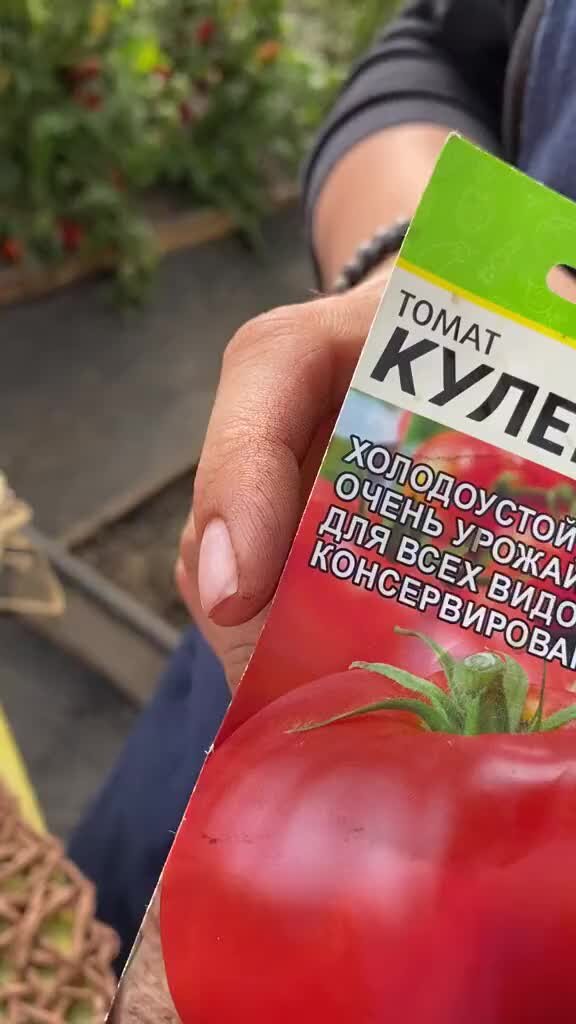 ТОМАТ
КУЛЕ
ХОЛОДОУСТОЙ
ОЧЕНЬ УРОЖАЙ
ДЛЯ ВСЕХ ВИДО
КОНСЕРВИРОВА